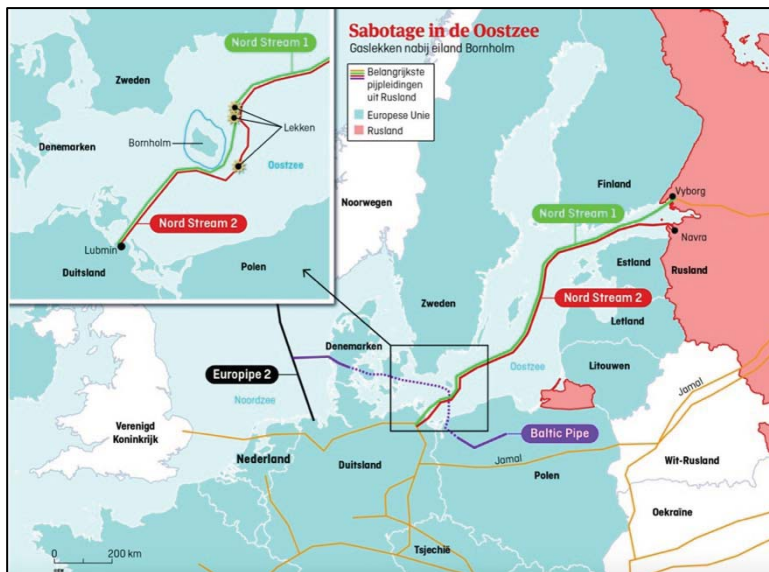 Sabotage in de Oostzee
Gaslekken nabij eiland Bornholm
Belangrijkste
pijpleidingen
uit Rusland
Europese Unie
Rusland
Nord Stream 1
Zweden
Lekken
Bornholm
Denemarken
Oostzee
Nord Stream 2
Lubmin
Duitsland
Polen
Noorwegen
Finland
Vyborg
Nord Stream 1
Navra
Estland
Rusland
Zweden
Nord Stream 2
Letland
Denemarken
Litouwen
Europipe 2
Oostzee
Noordzee
Jamal
Verenigd
Koninkrijk
Baltic Pipe
Nederland
Duitsland
Jamal
Polen
Wit-Rusland
Oekraïne
Tsjechië
0
200 km